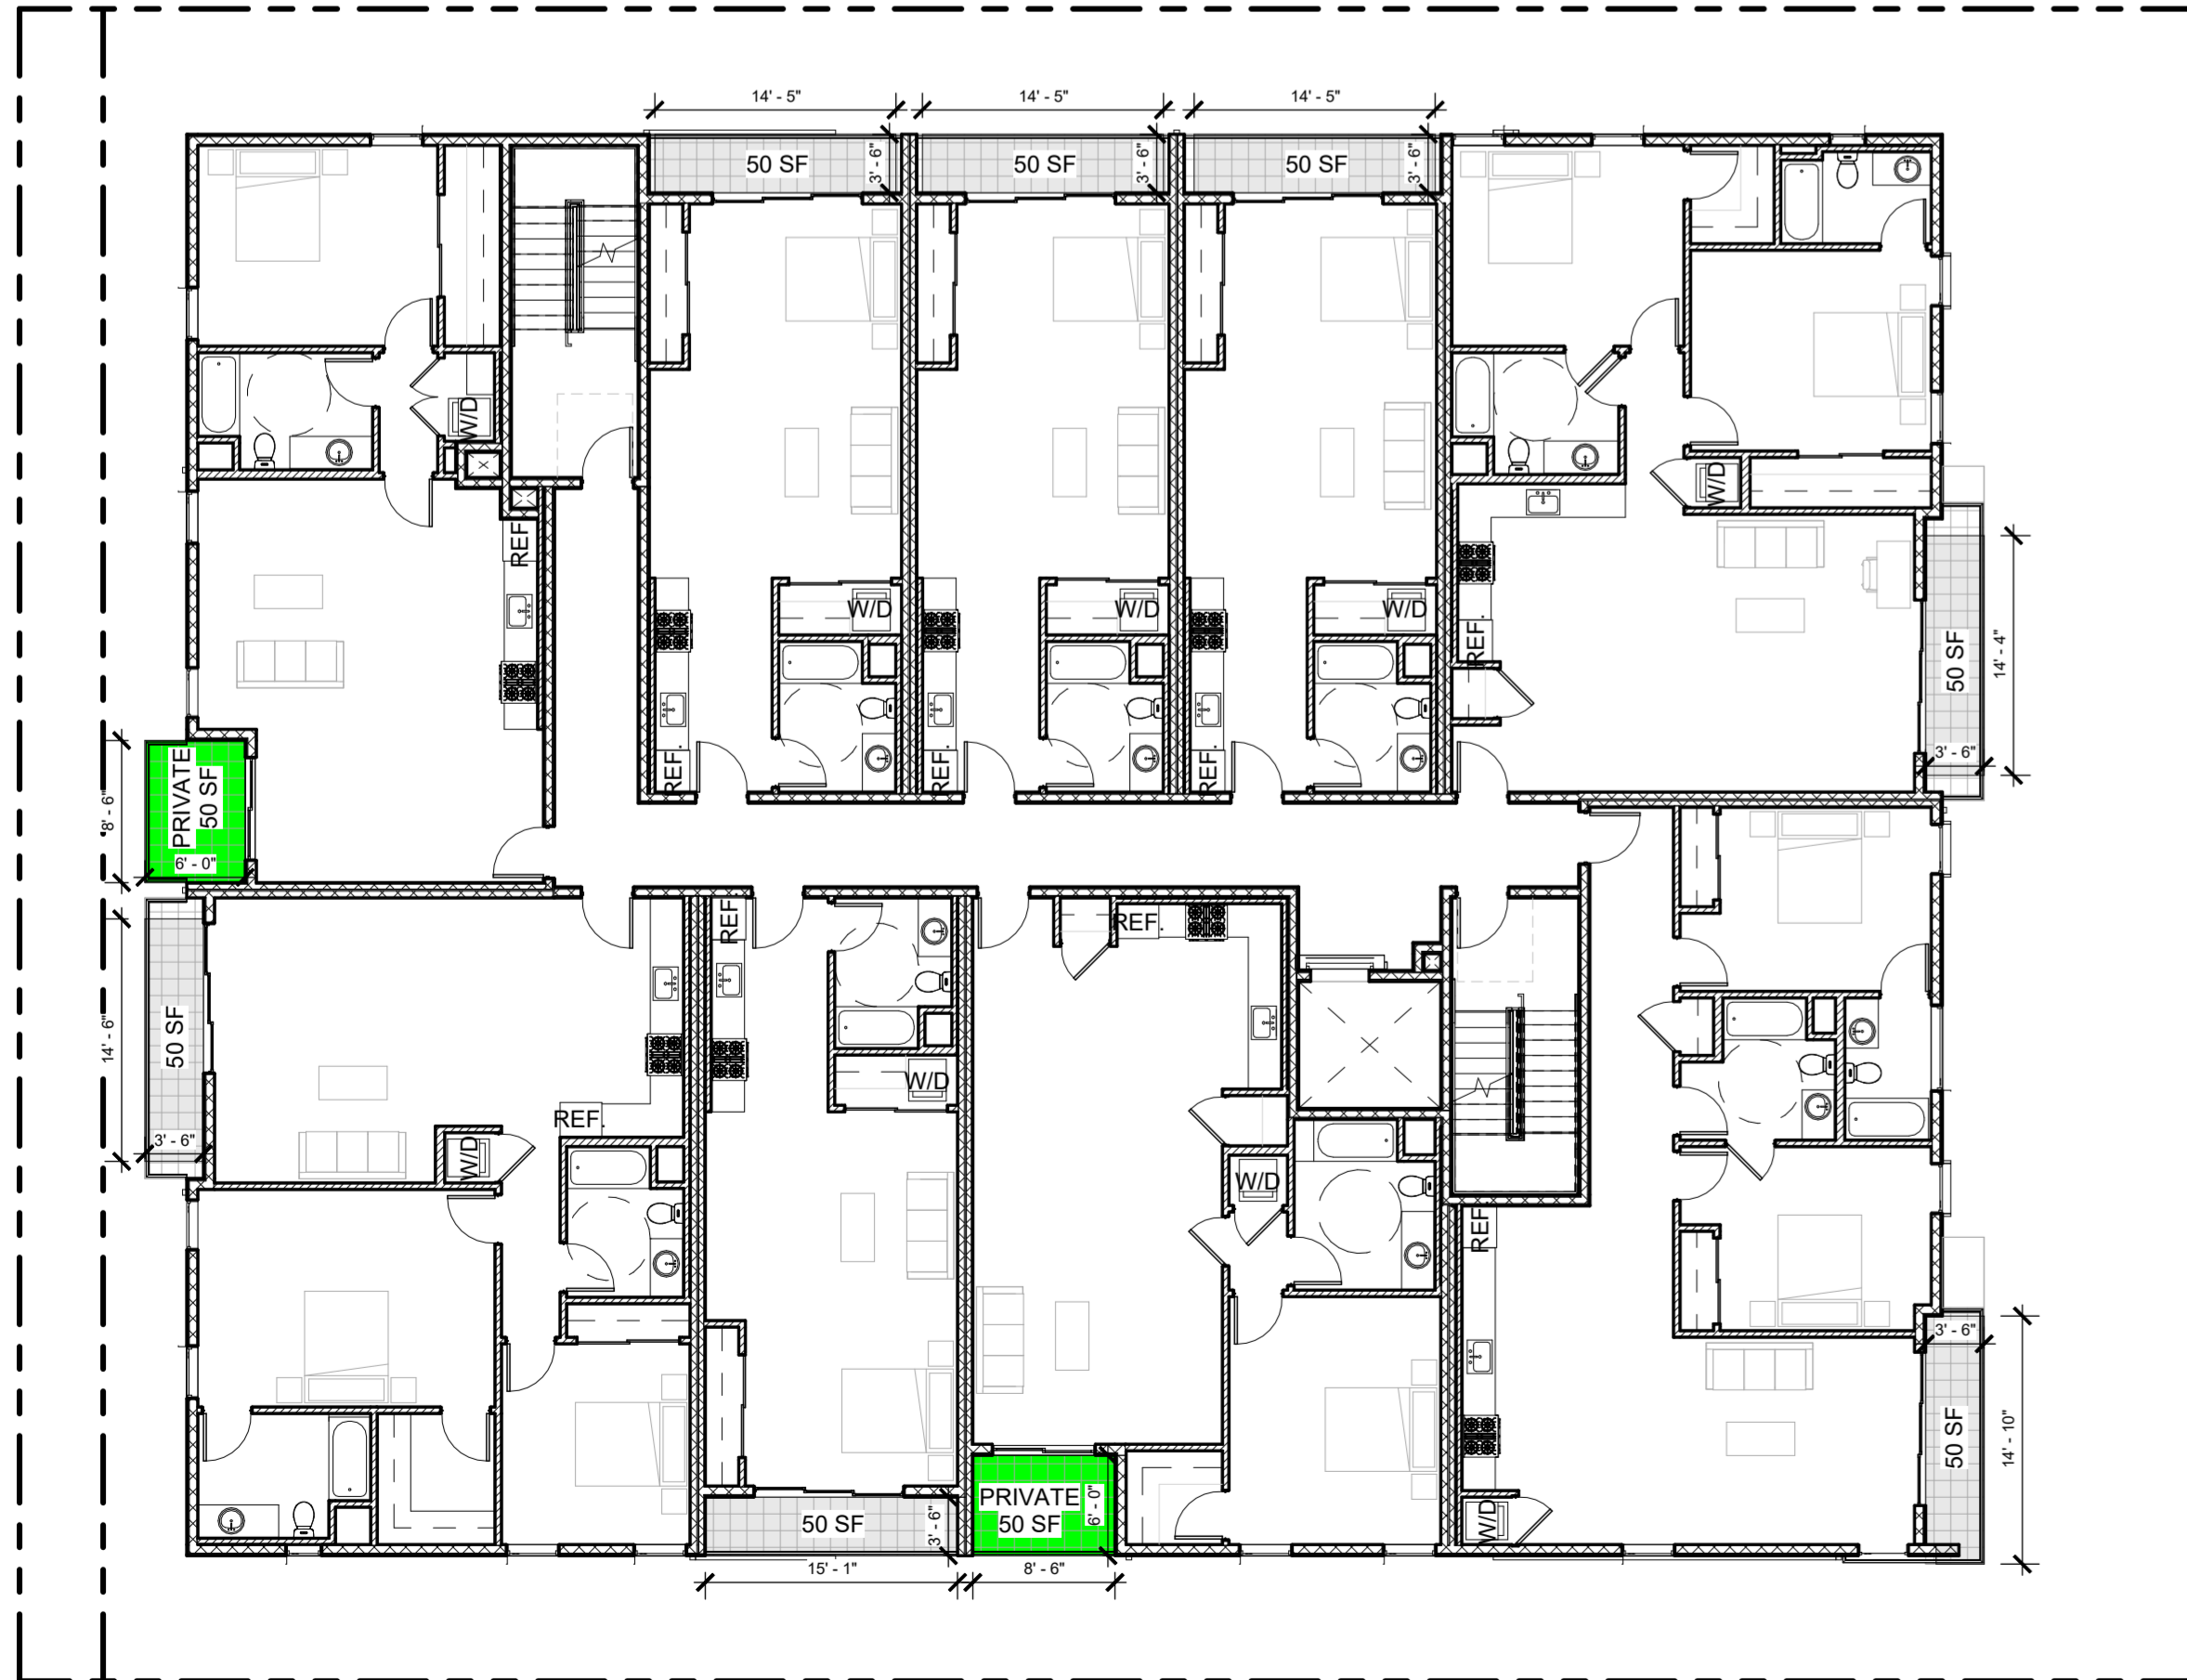 14' - 5"
14' - 5"
14' - 5"
50 SF
3' - 6"
50 SF
3' - 6"
50 SF
3' - 6"
W/D
W/D
REF
50 SF
14' - 4"
3' - 6"
W/D
W/D
W/D
REF.
REF.
REF.
REF.
PRIVATE
50 SF
8' - 6"
6' - 0"
50 SF
14' - 6"
3' - 6"
REF.
REF.
W/D
REF.
W/D
W/D
REF.
3' - 6"
50 SF
14' - 10"
W/D
50 SF
3' - 6"
15' - 1"
PRIVATE
50 SF
6' - 0"
8' - 6"